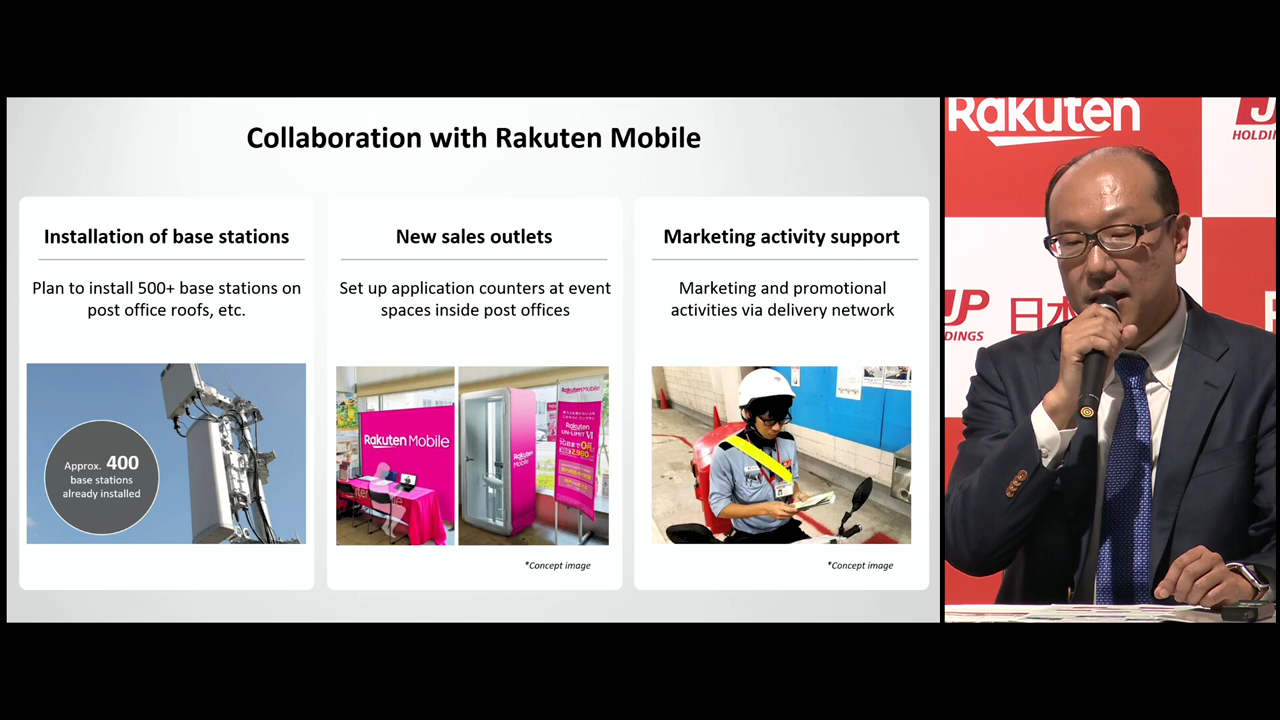 Collaboration with Rakuten Mobile
Installation of base stations
Plan to install 500+ base stations on
post office roofs, etc.
Approx. 400
base stations
already installed
New sales outlets
Set up application counters at event
spaces inside post offices
Rakuten Mobile
Rakuten Mobile
Rakuten Mobile
Rakuten
UN-LIMIT VI
*Concept image
Marketing activity support
Marketing and promotional
activities via delivery network
*Concept image
Rakuten
HOLDI
JP
DINGS
日本